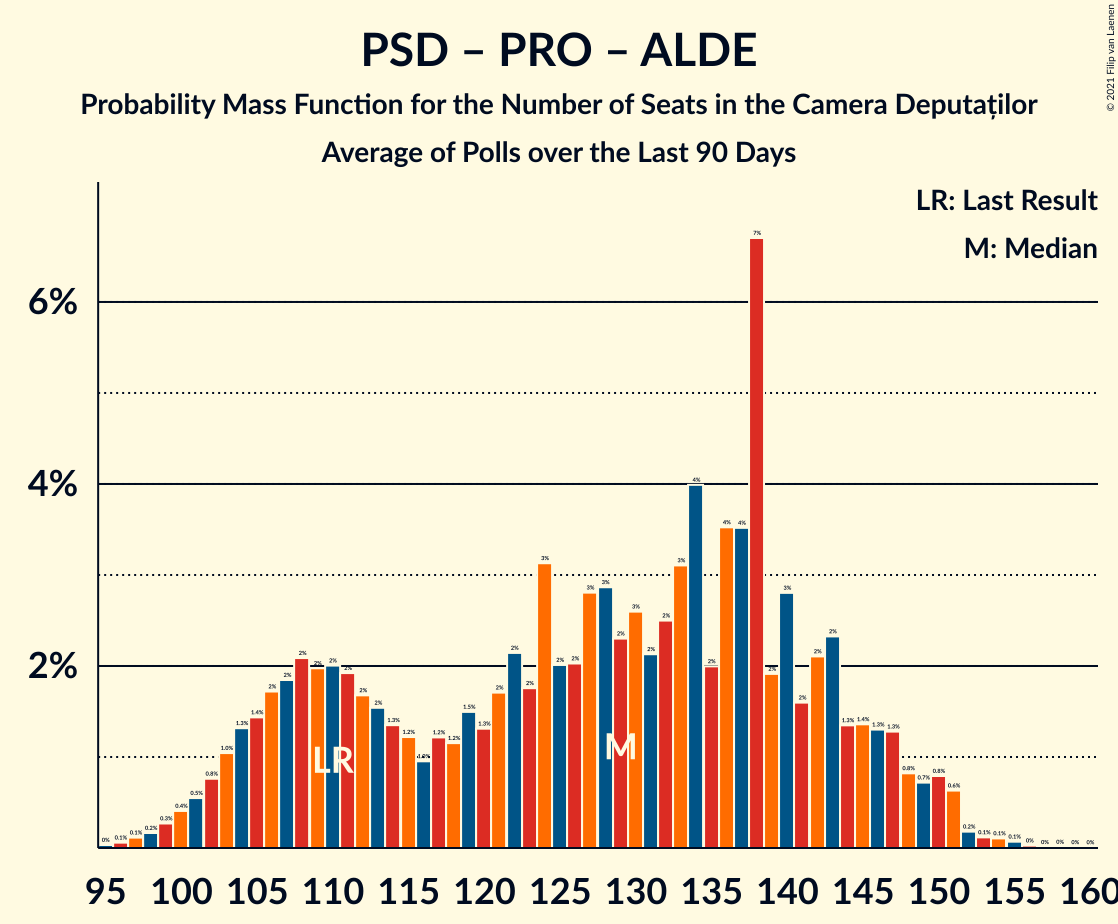 PSD – PRO – ALDE
Probability Mass Function for the Number of Seats in the Camera Deputaților
Average of Polls over the Last 90 Days
© 2021 Filip van Laenen
LR: Last Result
M: Median
6%
4%
2%
0% 0.1% 0.1% 0.2% 0.3% 0.4% 0.5% 0.8% 1.0% 1.3% 1.4% 2% 2% 2% 2% 2% 2% 2% 2% 1.3% 1.2% 1.0% 1.2% 1.2% 1.5% 1.3% 2% 2% 2% 3% 2% 2% 3% 3% 2% 3% 2% 2% 3% 4% 2% 4% 4% 7% 2% 3% 2% 2% 2% 1.3% 1.4% 1.3% 1.3% 0.8% 0.7% 0.8% 0.6% 0.2% 0.1% 0.1% 0.1% 0% 0% 0% 0% 0%
LR M
95 100 105 110 115 120 125 130 135 140 145 150 155 160